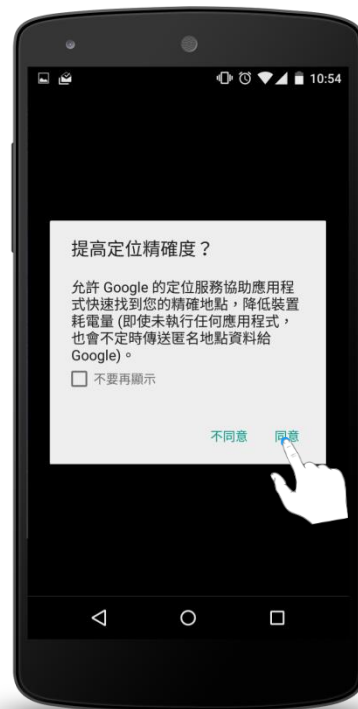 10:54
提高定位精確度？
允許 Google 的定位服務協助應用程
式快速找到您的精確地點，降低裝置
耗電量 (即使未執行任何應用程式，
也會不定時傳送匿名地點資料給
Google)。
不要再顯示
不同意 同意